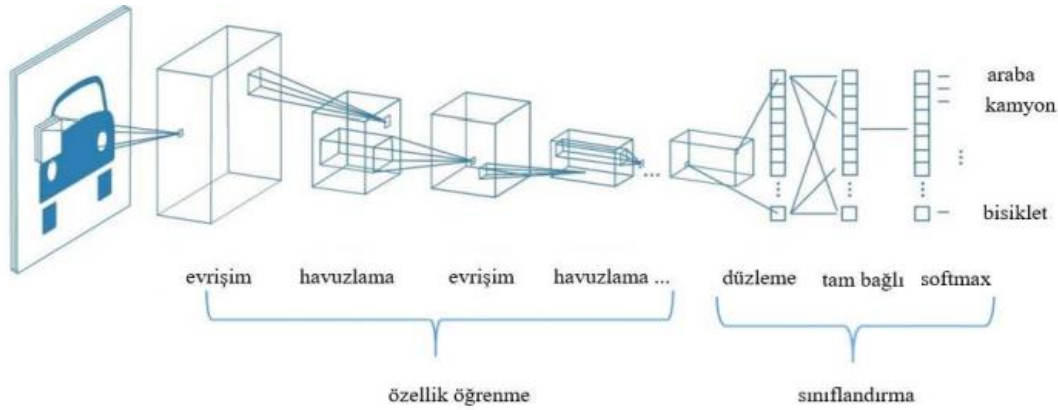 araba
kamyon
bisiklet
evrişim havuzlama evrişim havuzlama ... düzleme tam bağlı softmax
özellik öğrenme sınıflandırma